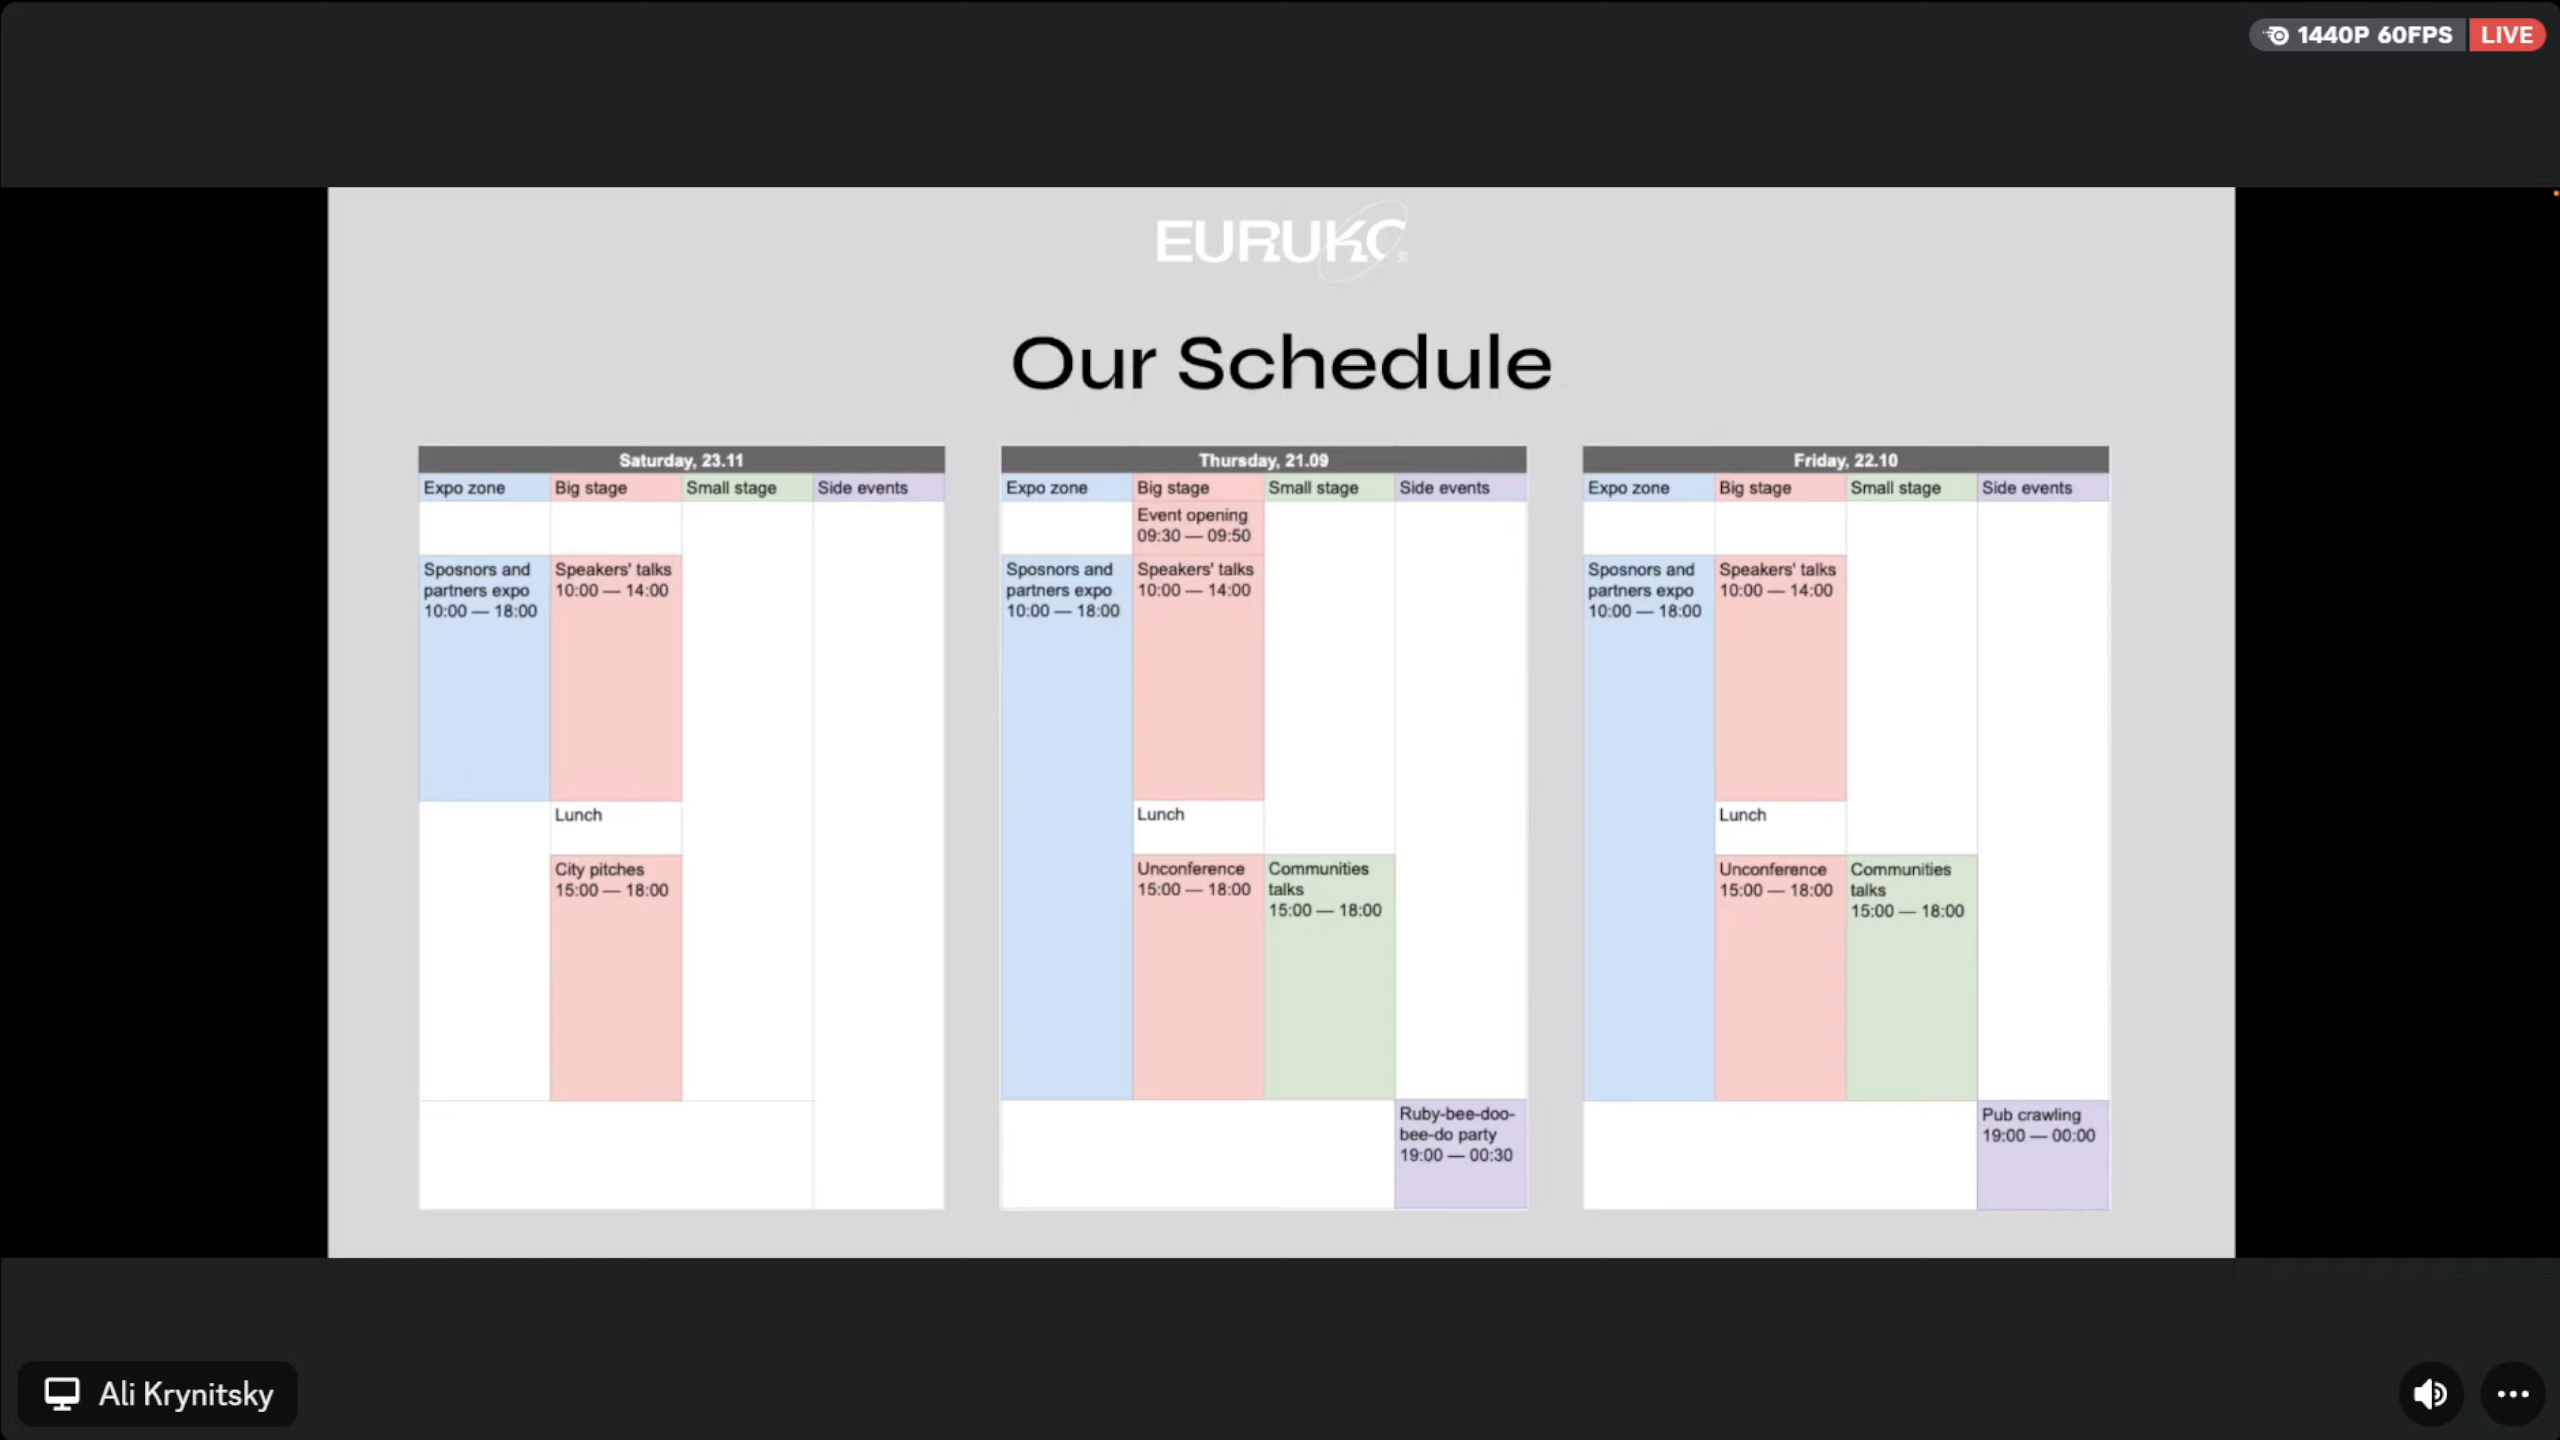 1440P 60FPS LIVE
EURUKO
Our Schedule
Saturday, 23.11
Expo zone Big stage Small stage Side events
Sposnors and
partners expo
10:00 — 18:00
Speakers' talks
10:00 — 14:00
Lunch
City pitches
15:00 — 18:00
Thursday, 21.09
Expo zone Big stage Small stage Side events
Event opening
09:30 — 09:50
Sposnors and
partners expo
10:00 — 18:00
Speakers' talks
10:00 — 14:00
Lunch
Unconference
15:00 — 18:00
Communities
talks
15:00 — 18:00
Ruby-bee-doo-
bee-do party
19:00 — 00:30
Friday, 22.10
Expo zone Big stage Small stage Side events
Sposnors and
partners expo
10:00 — 18:00
Speakers' talks
10:00 — 14:00
Lunch
Unconference
15:00 — 18:00
Communities
talks
15:00 — 18:00
Pub crawling
19:00 — 00:00
Ali Krynitsky